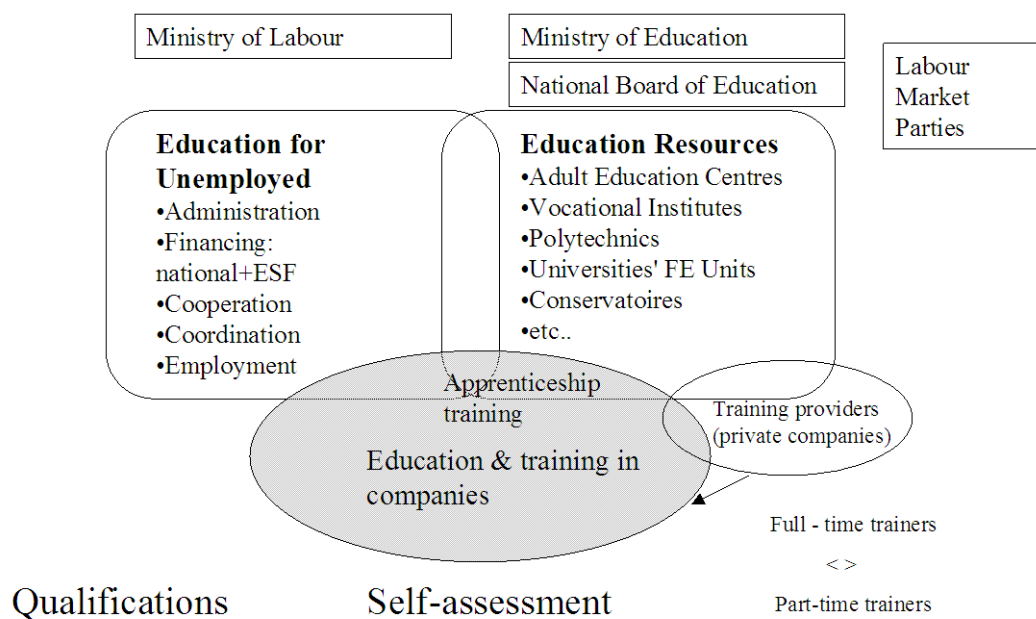 Ministry of Labour
Ministry of Education
National Board of Education
Labour
Market
Parties
Education for
Unemployed
•Administration
•Financing:
national+ESF
•Cooperation
•Coordination
•Employment
Education Resources
•Adult Education Centres
•Vocational Institutes
•Polytechnics
•Universities' FE Units
•Conservatoires
•etc..
Apprenticeship
training
Education & training in
companies
Training providers
(private companies)
Full - time trainers
< >
Part-time trainers
Qualifications
Self-assessment